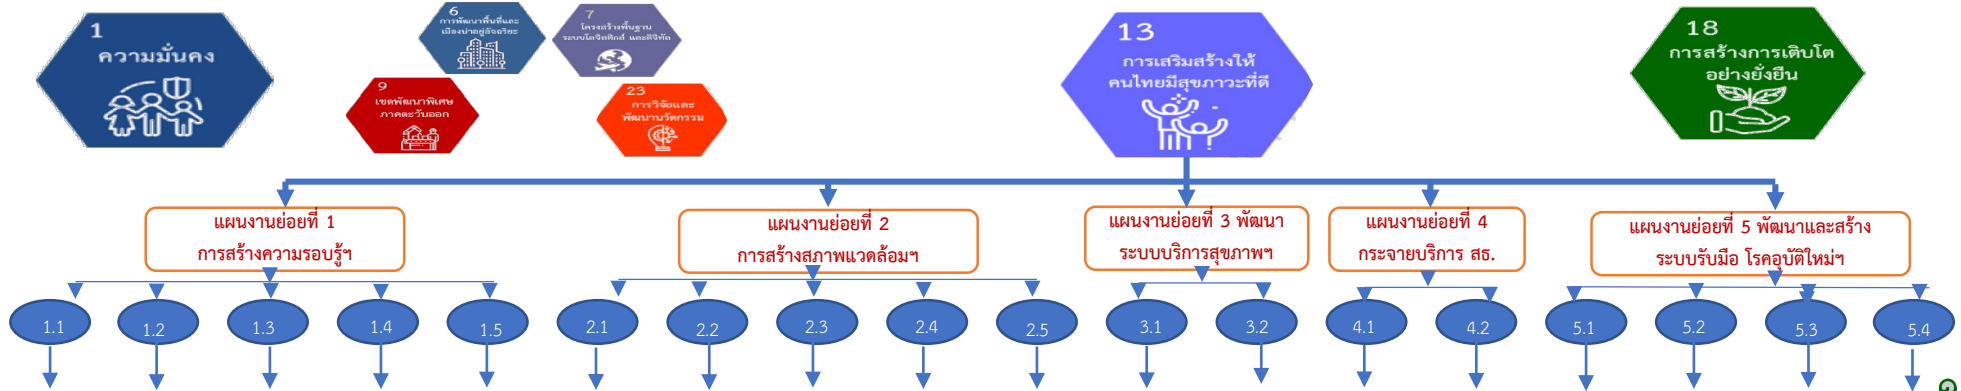 1
ความมั่นคง
6
การพัฒนาพื้นที่และ
เมืองน่าอยู่อัจฉริยะ
7
โครงสร้างพื้นฐาน
ระบบโลจิสติกส์ และดิจิทัล
9
เขตพัฒนาพิเศษ
ภาคตะวันออก
23
การวิจัยและ
พัฒนานวัตกรรม
13
การเสริมสร้างให้
คนไทยมีสุขภาวะที่ดี
18
การสร้างการเติบโต
อย่างยั่งยืน
แผนงานย่อยที่ 1
การสร้างความรอบรู้ฯ
แผนงานย่อยที่ 2
การสร้างสภาพแวดล้อมฯ
แผนงานย่อยที่ 3 พัฒนา
ระบบบริการสุขภาพฯ
แผนงานย่อยที่ 4
กระจายบริการ สธ.
แผนงานย่อยที่ 5 พัฒนาและสร้าง
ระบบรับมือ โรคอุบัติใหม่ฯ
1.1
1.2
1.3
1.4
1.5
2.1
2.2
2.3
2.4
2.5
3.1
3.2
4.1
4.2
5.1
5.2
5.3
5.4